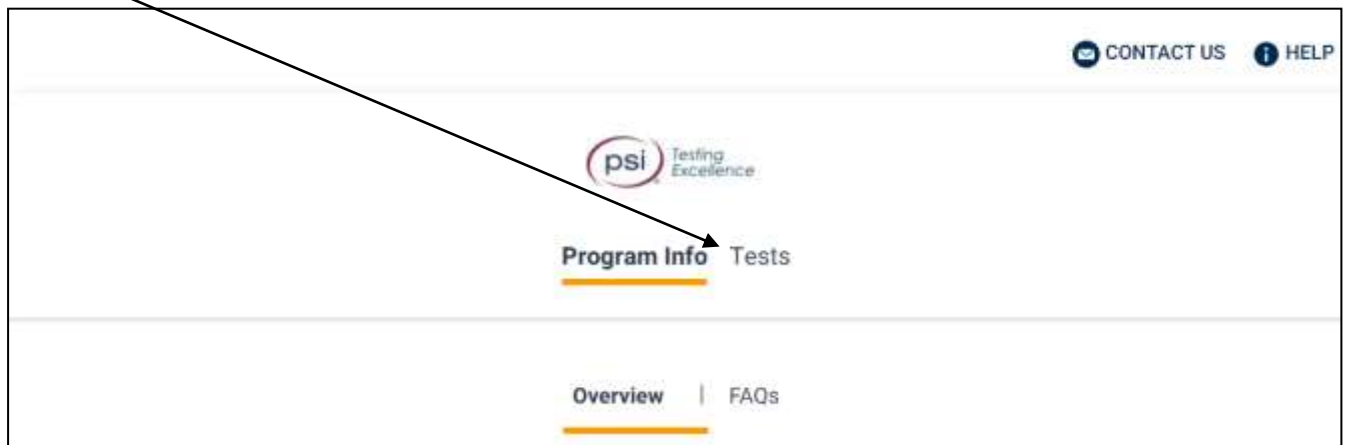 CONTACT US HELP
psi Testing
Excellence
Program Info Tests
Overview | FAQs